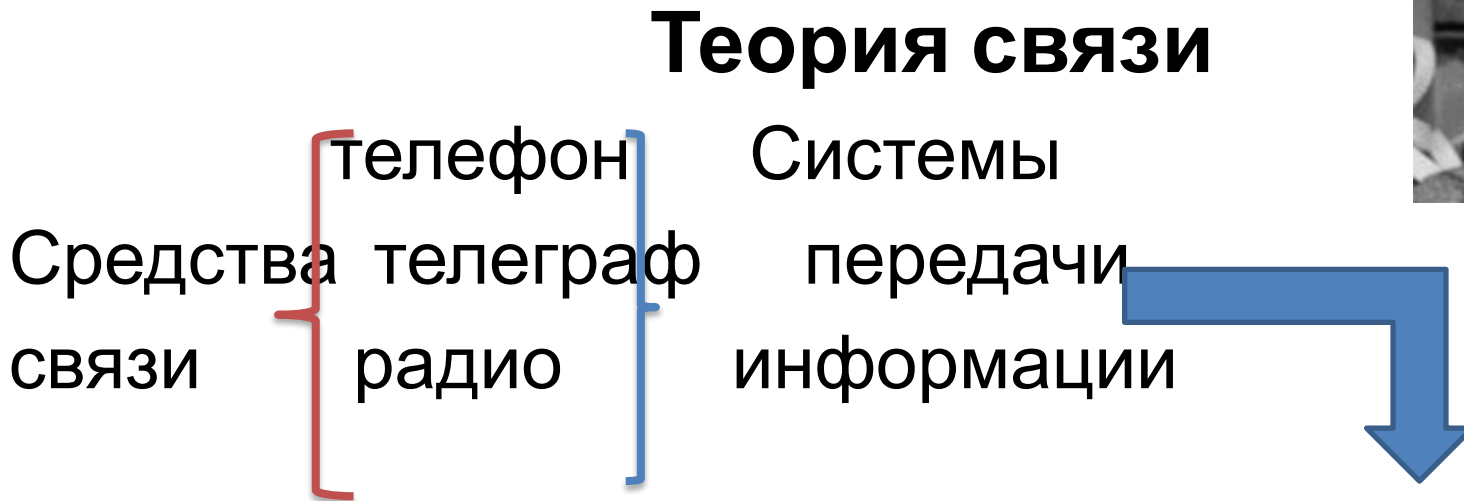 Теория связи
телефон Системы
Средства телеграф передачи
связи радио информации